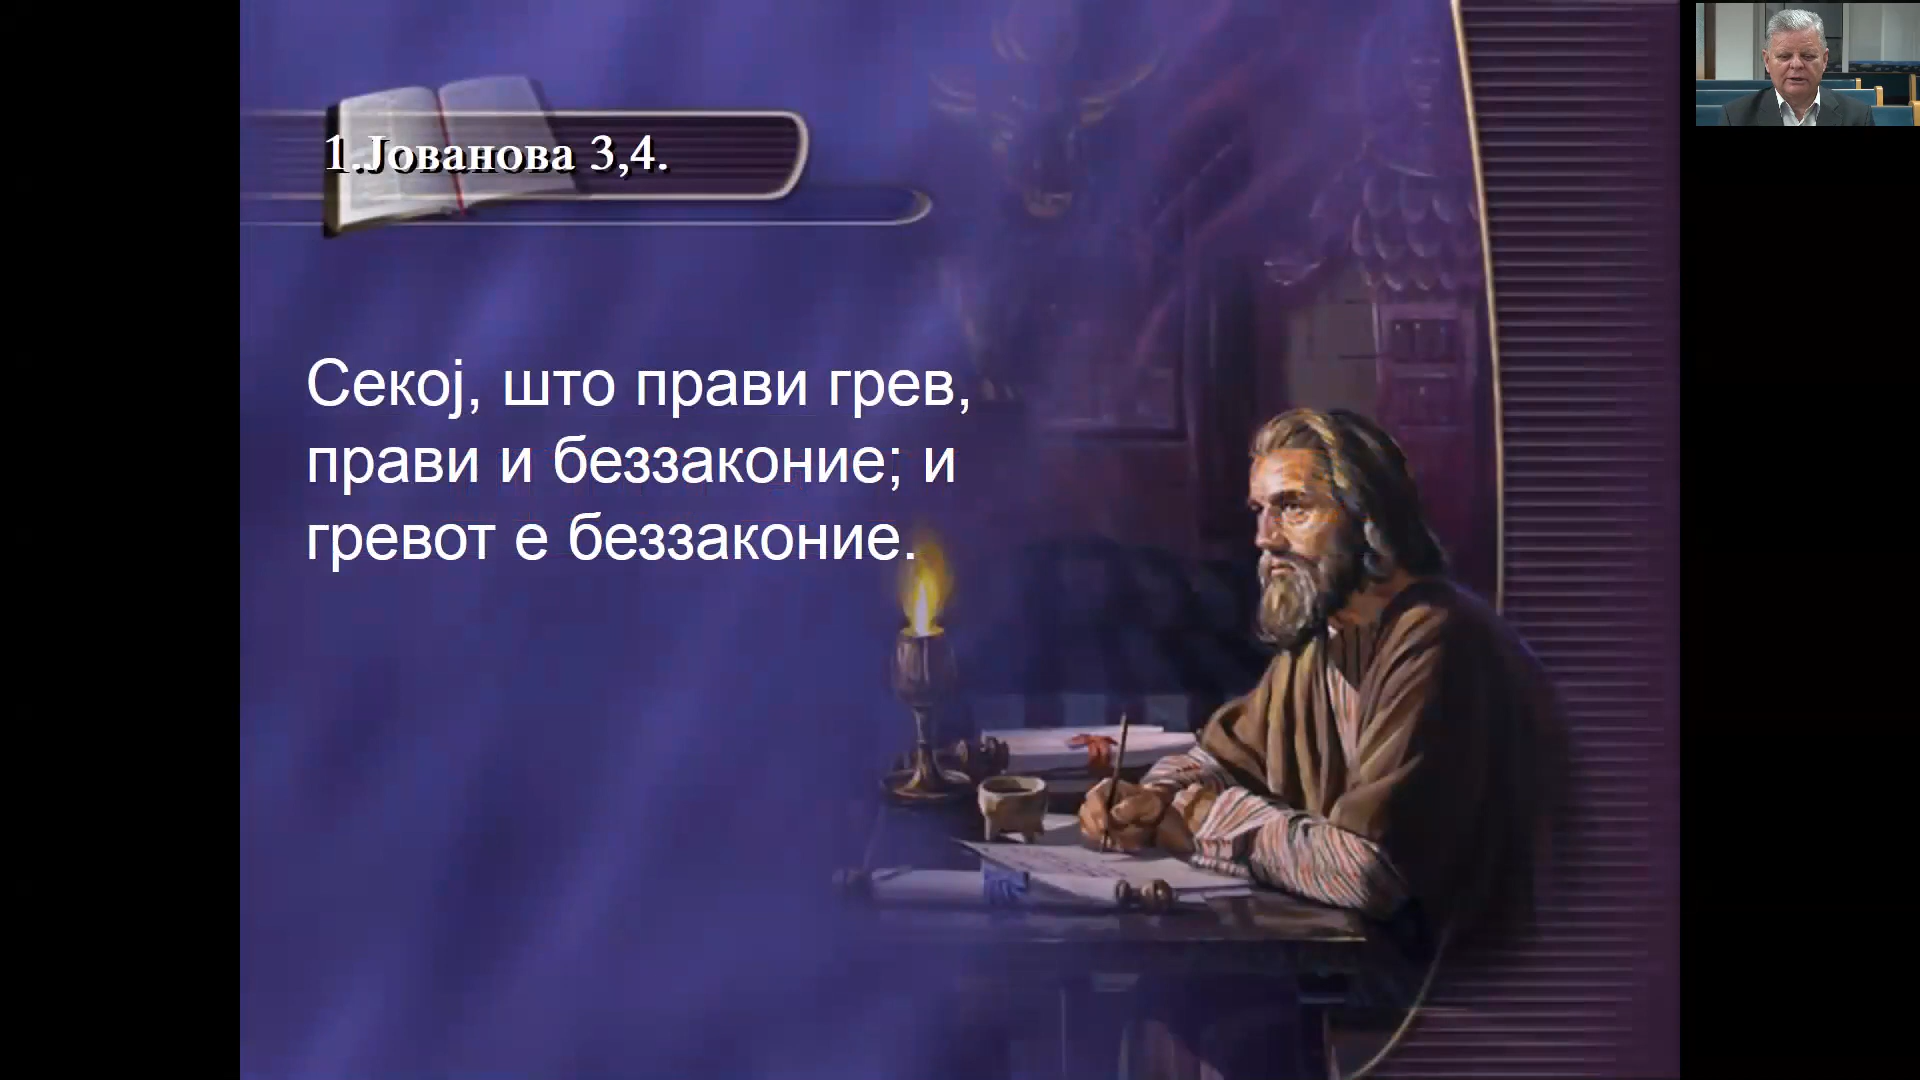 1.Јованова 3,4.
Секој, што прави грев,
прави и беззаконие; и
гревот е беззаконие.